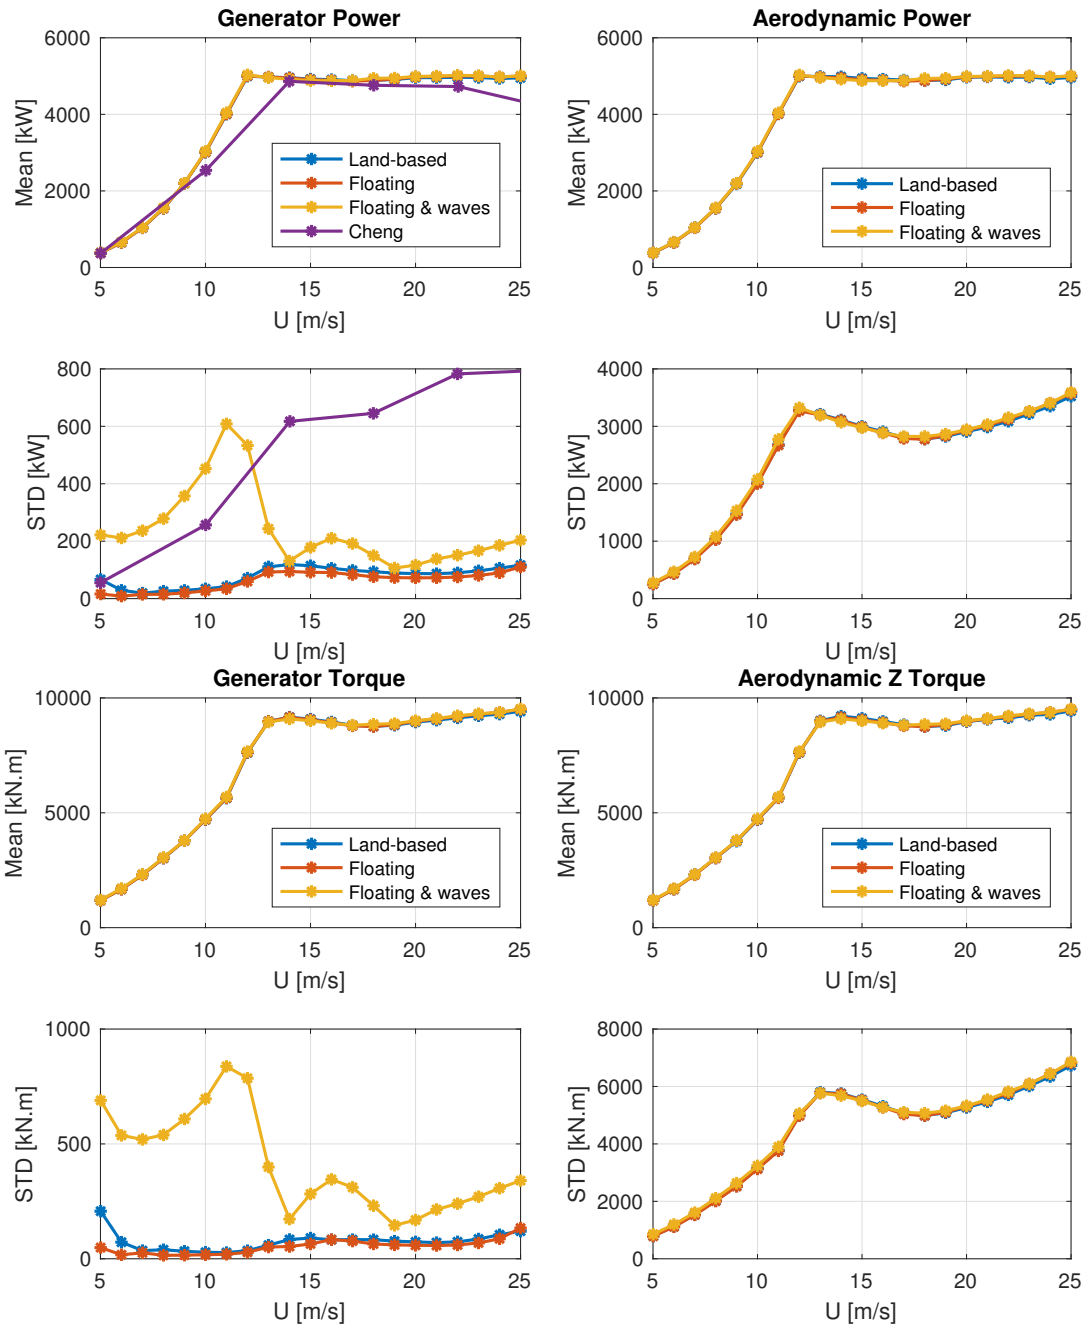 Generator Power
Mean [kW]
6000
4000
2000
0
Land-based
Floating
Floating & waves
Cheng
5 10 15 20 25
U [m/s]
Aerodynamic Power
Mean [kW]
6000
4000
2000
0
Land-based
Floating
Floating & waves
5 10 15 20 25
U [m/s]
STD [kW]
800
600
400
200
0
5 10 15 20 25
U [m/s]
STD [kW]
4000
3000
2000
1000
0
5 10 15 20 25
U [m/s]
Generator Torque
Mean [kN.m]
10000
5000
0
Land-based
Floating
Floating & waves
5 10 15 20 25
U [m/s]
Aerodynamic Z Torque
Mean [kN.m]
10000
5000
0
Land-based
Floating
Floating & waves
5 10 15 20 25
U [m/s]
STD [kN.m]
1000
500
0
5 10 15 20 25
U [m/s]
STD [kN.m]
8000
6000
4000
2000
0
5 10 15 20 25
U [m/s]